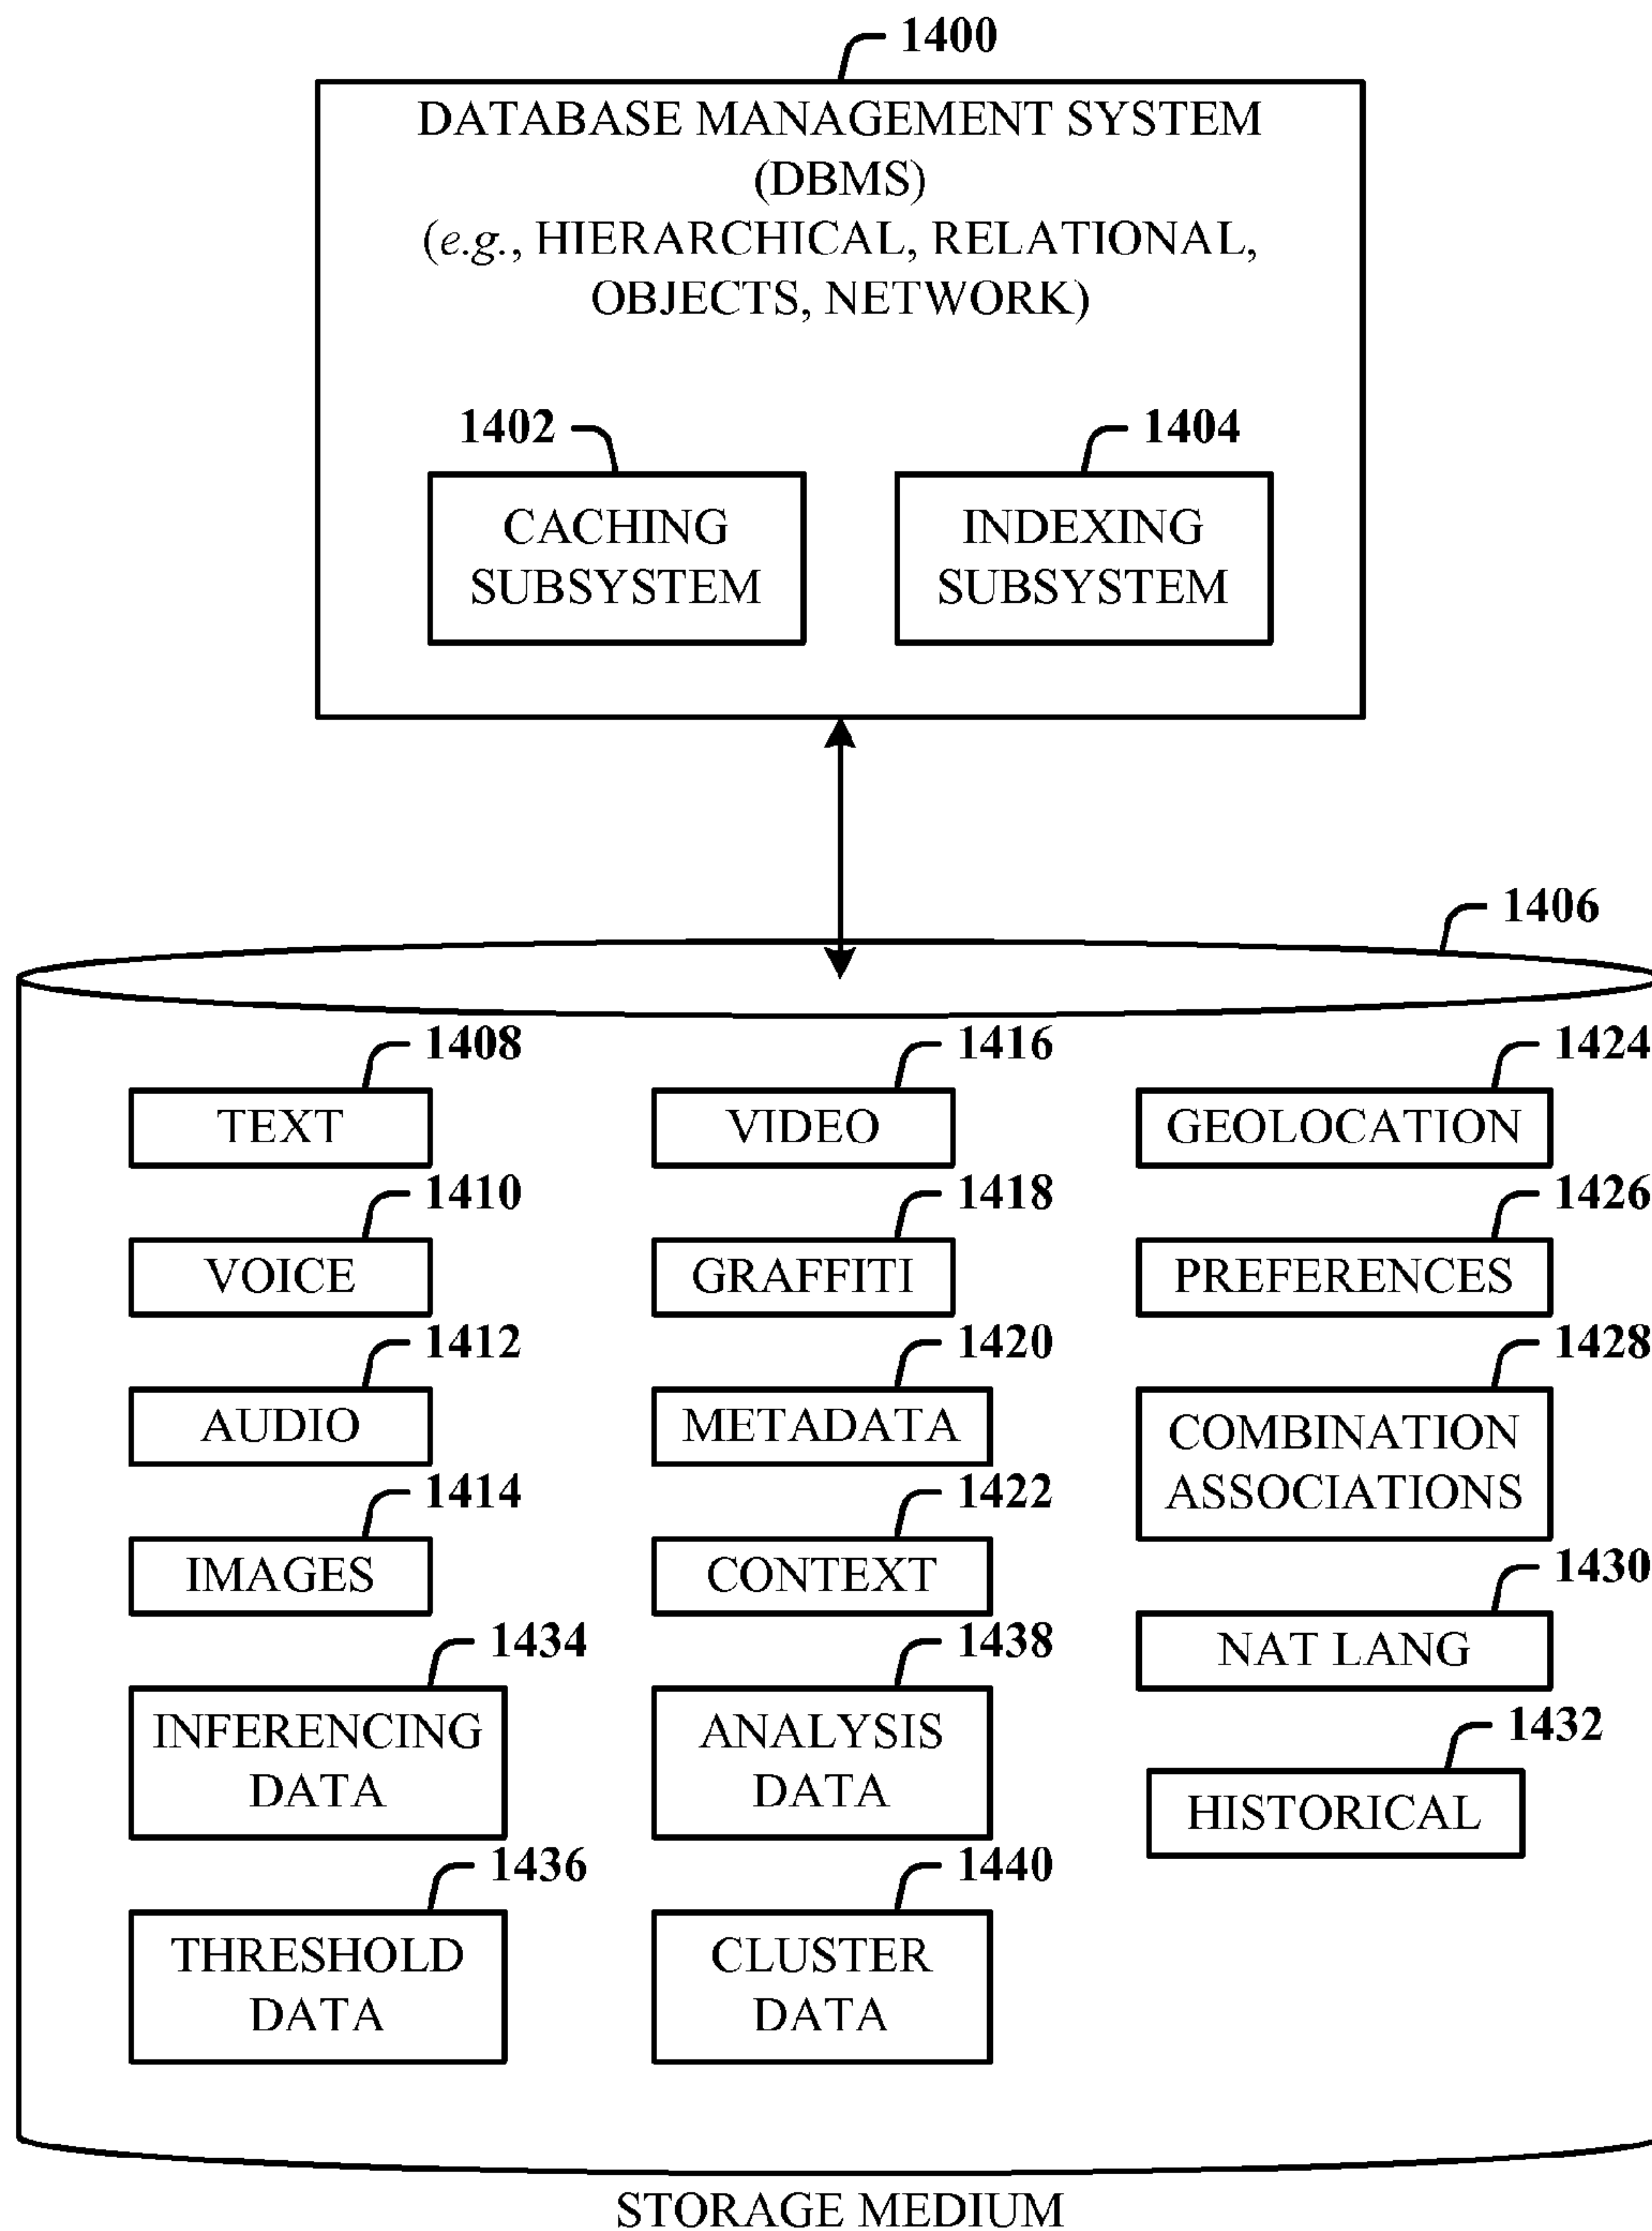 1400
DATABASE MANAGEMENT SYSTEM
(DBMS)
(e.g., HIERARCHICAL, RELATIONAL,
OBJECTS, NETWORK)
1402
CACHING
SUBSYSTEM
1404
INDEXING
SUBSYSTEM
1406
1408
TEXT
1410
VOICE
1412
AUDIO
1414
IMAGES
1434
INFERENCING
DATA
1436
THRESHOLD
DATA
1416
VIDEO
1418
GRAFFITI
1420
METADATA
1422
CONTEXT
1438
ANALYSIS
DATA
1440
CLUSTER
DATA
1424
GEOLOCATION
1426
PREFERENCES
1428
COMBINATION
ASSOCIATIONS
1430
NAT LANG
1432
HISTORICAL
STORAGE MEDIUM